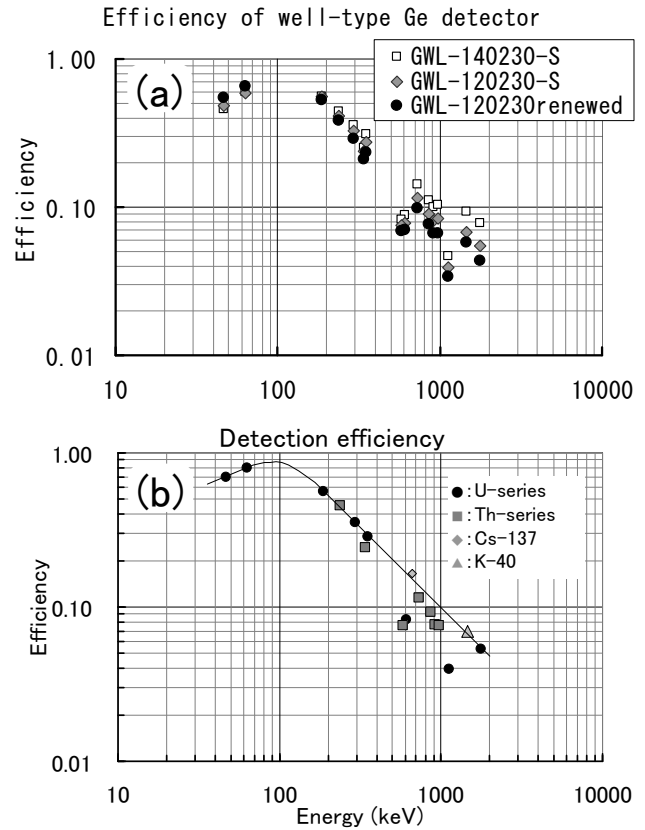 Efficiency of well-type Ge detector
(a)
GWL-140230-S
GWL-120230-S
GWL-120230renewed
Efficiency
1.00
0.10
0.01
10 100 1000 10000
Detection efficiency
(b)
:U-series
:Th-series
:Cs-137
:K-40
Efficiency
1.00
0.10
0.01
10 100 1000 10000
Energy (keV)